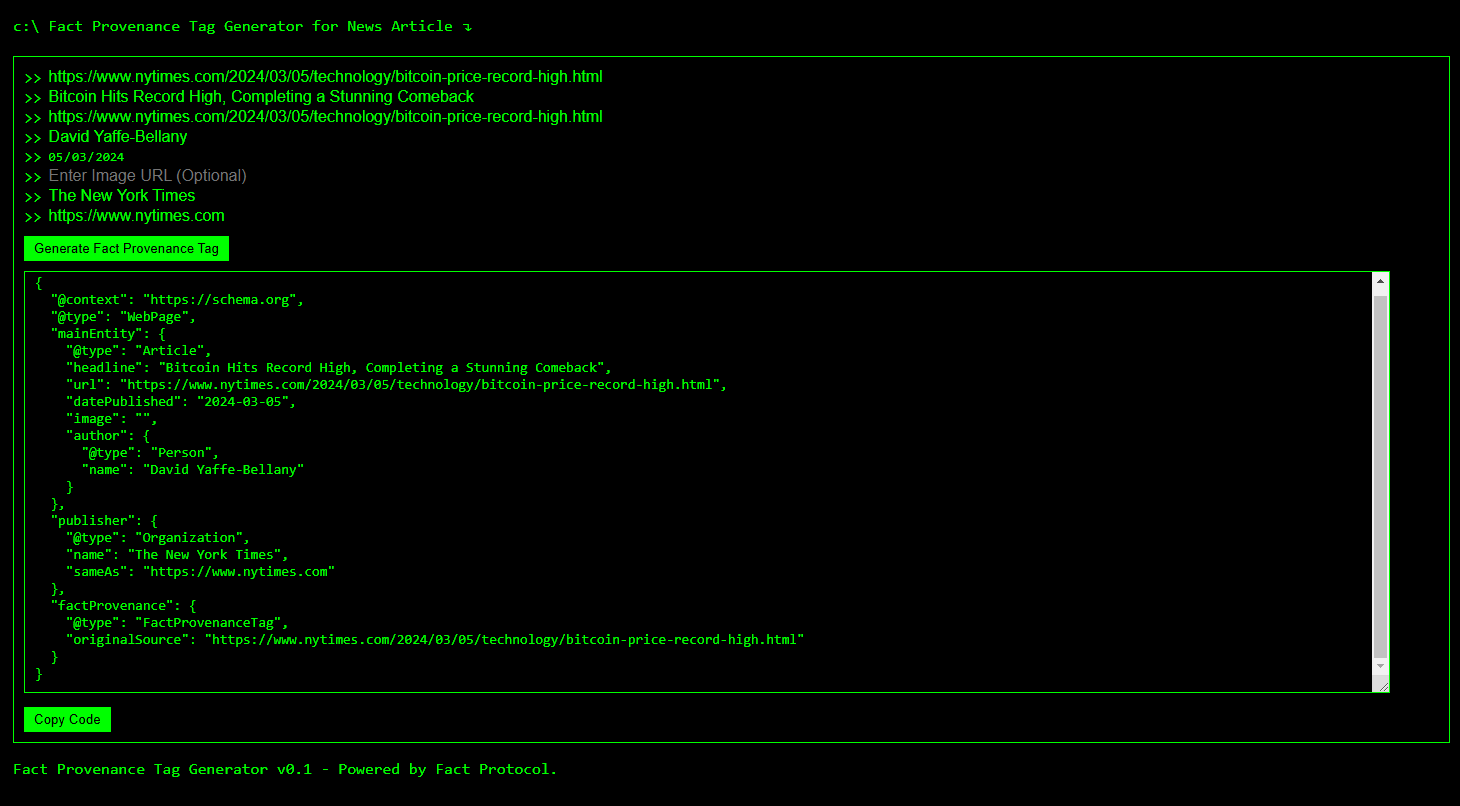 c:\ Fact Provenance Tag Generator for News Article ↴
>> https://www.nytimes.com/2024/03/05/technology/bitcoin-price-record-high.html
>> Bitcoin Hits Record High, Completing a Stunning Comeback
>> https://www.nytimes.com/2024/03/05/technology/bitcoin-price-record-high.html
>> David Yaffe-Bellany
>> 05/03/2024
>> Enter Image URL (Optional)
>> The New York Times
>> https://www.nytimes.com
Generate Fact Provenance Tag
{
  "@context": "https://schema.org",
  "@type": "WebPage",
  "mainEntity": {
    "@type": "Article",
    "headline": "Bitcoin Hits Record High, Completing a Stunning Comeback",
    "url": "https://www.nytimes.com/2024/03/05/technology/bitcoin-price-record-high.html",
    "datePublished": "2024-03-05",
    "image": "",
    "author": {
      "@type": "Person",
      "name": "David Yaffe-Bellany"
    }
  },
  "publisher": {
    "@type": "Organization",
    "name": "The New York Times",
    "sameAs": "https://www.nytimes.com"
  },
  "factProvenance": {
    "@type": "FactProvenanceTag",
    "originalSource": "https://www.nytimes.com/2024/03/05/technology/bitcoin-price-record-high.html"
  }
}
Copy Code
Fact Provenance Tag Generator v0.1 - Powered by Fact Protocol.